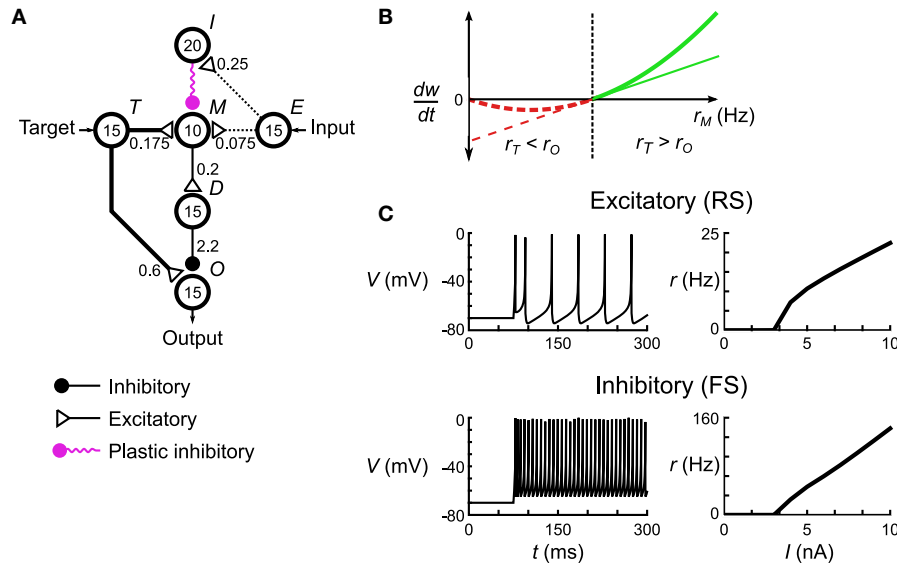 A
I
20
0.25
T
M
E
Target
15
10
15
Input
0.175
0.075
0.2
D
15
2.2
0.6
O
15
Output
Inhibitory
Excitatory
Plastic inhibitory
B
dw
dt
0
r_M (Hz)
r_T < r_O
r_T > r_O
C
Excitatory (RS)
0
V (mV)
-40
-80
0
150
300
25
r (Hz)
0
0
5
10
Inhibitory (FS)
0
V (mV)
-40
-80
0
150
300
t (ms)
160
r (Hz)
0
0
5
10
I (nA)